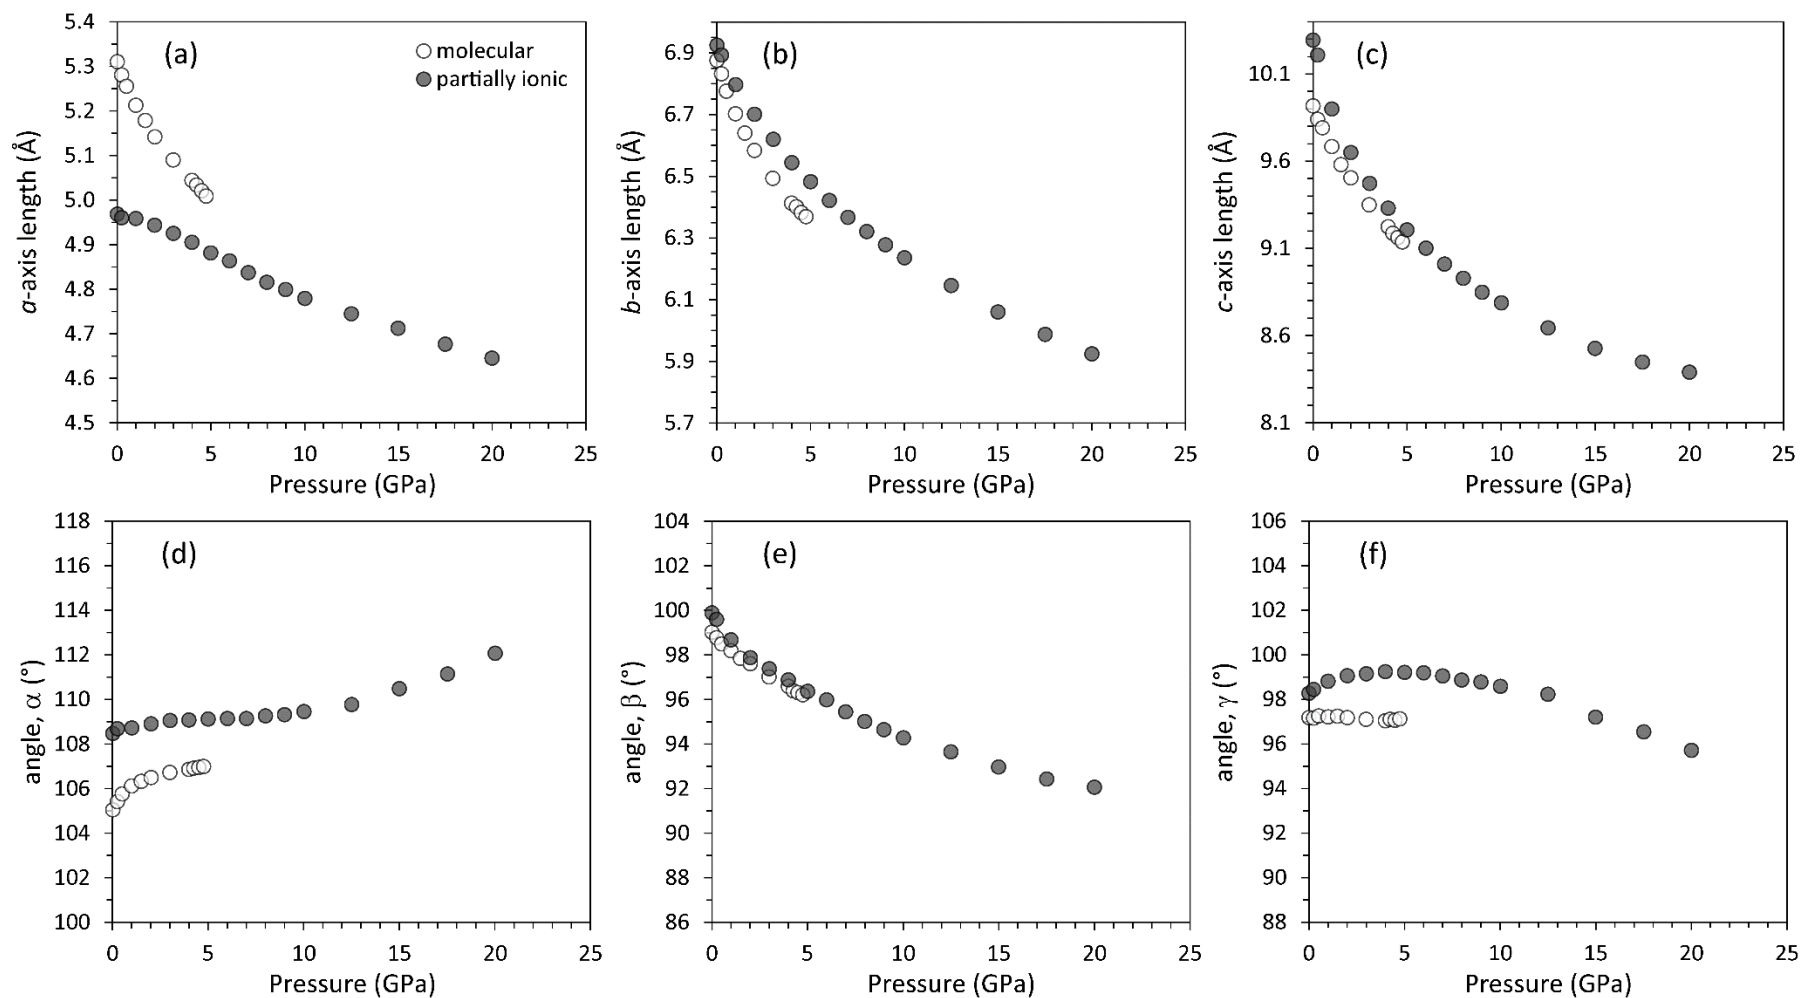 (a)
molecular
partially ionic
5.4
5.3
5.2
5.1
5.0
4.9
4.8
4.7
4.6
4.5
a-axis length (Å)
0 5 10 15 20 25
Pressure (GPa)
(b)
6.9
6.7
6.5
6.3
6.1
5.9
5.7
b-axis length (Å)
0 5 10 15 20 25
Pressure (GPa)
(c)
10.1
9.6
9.1
8.6
8.1
c-axis length (Å)
0 5 10 15 20 25
Pressure (GPa)
(d)
118
116
114
112
110
108
106
104
102
100
angle, α (°)
0 5 10 15 20 25
Pressure (GPa)
(e)
104
102
100
98
96
94
92
90
88
86
angle, β (°)
0 5 10 15 20 25
Pressure (GPa)
(f)
106
104
102
100
98
96
94
92
90
88
angle, γ (°)
0 5 10 15 20 25
Pressure (GPa)